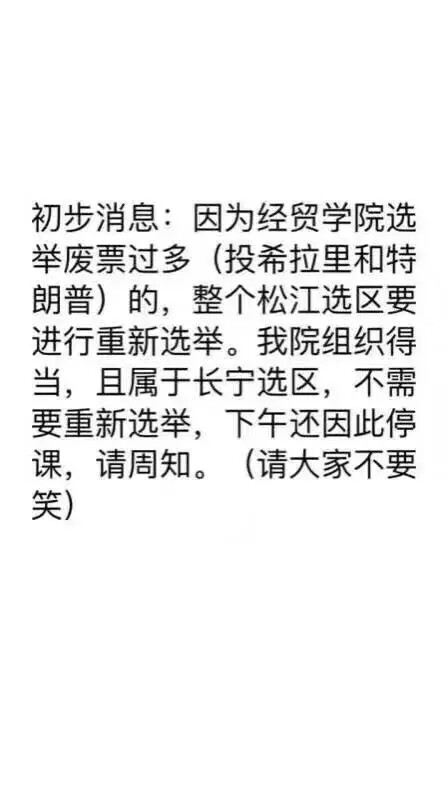 初步消息：因为经贸学院选
举废票过多（投希拉里和特
朗普）的，整个松江选区要
进行重新选举。我院组织得
当，且属于长宁选区，不需
要重新选举，下午还因此停
课，请周知。（请大家不要
笑）